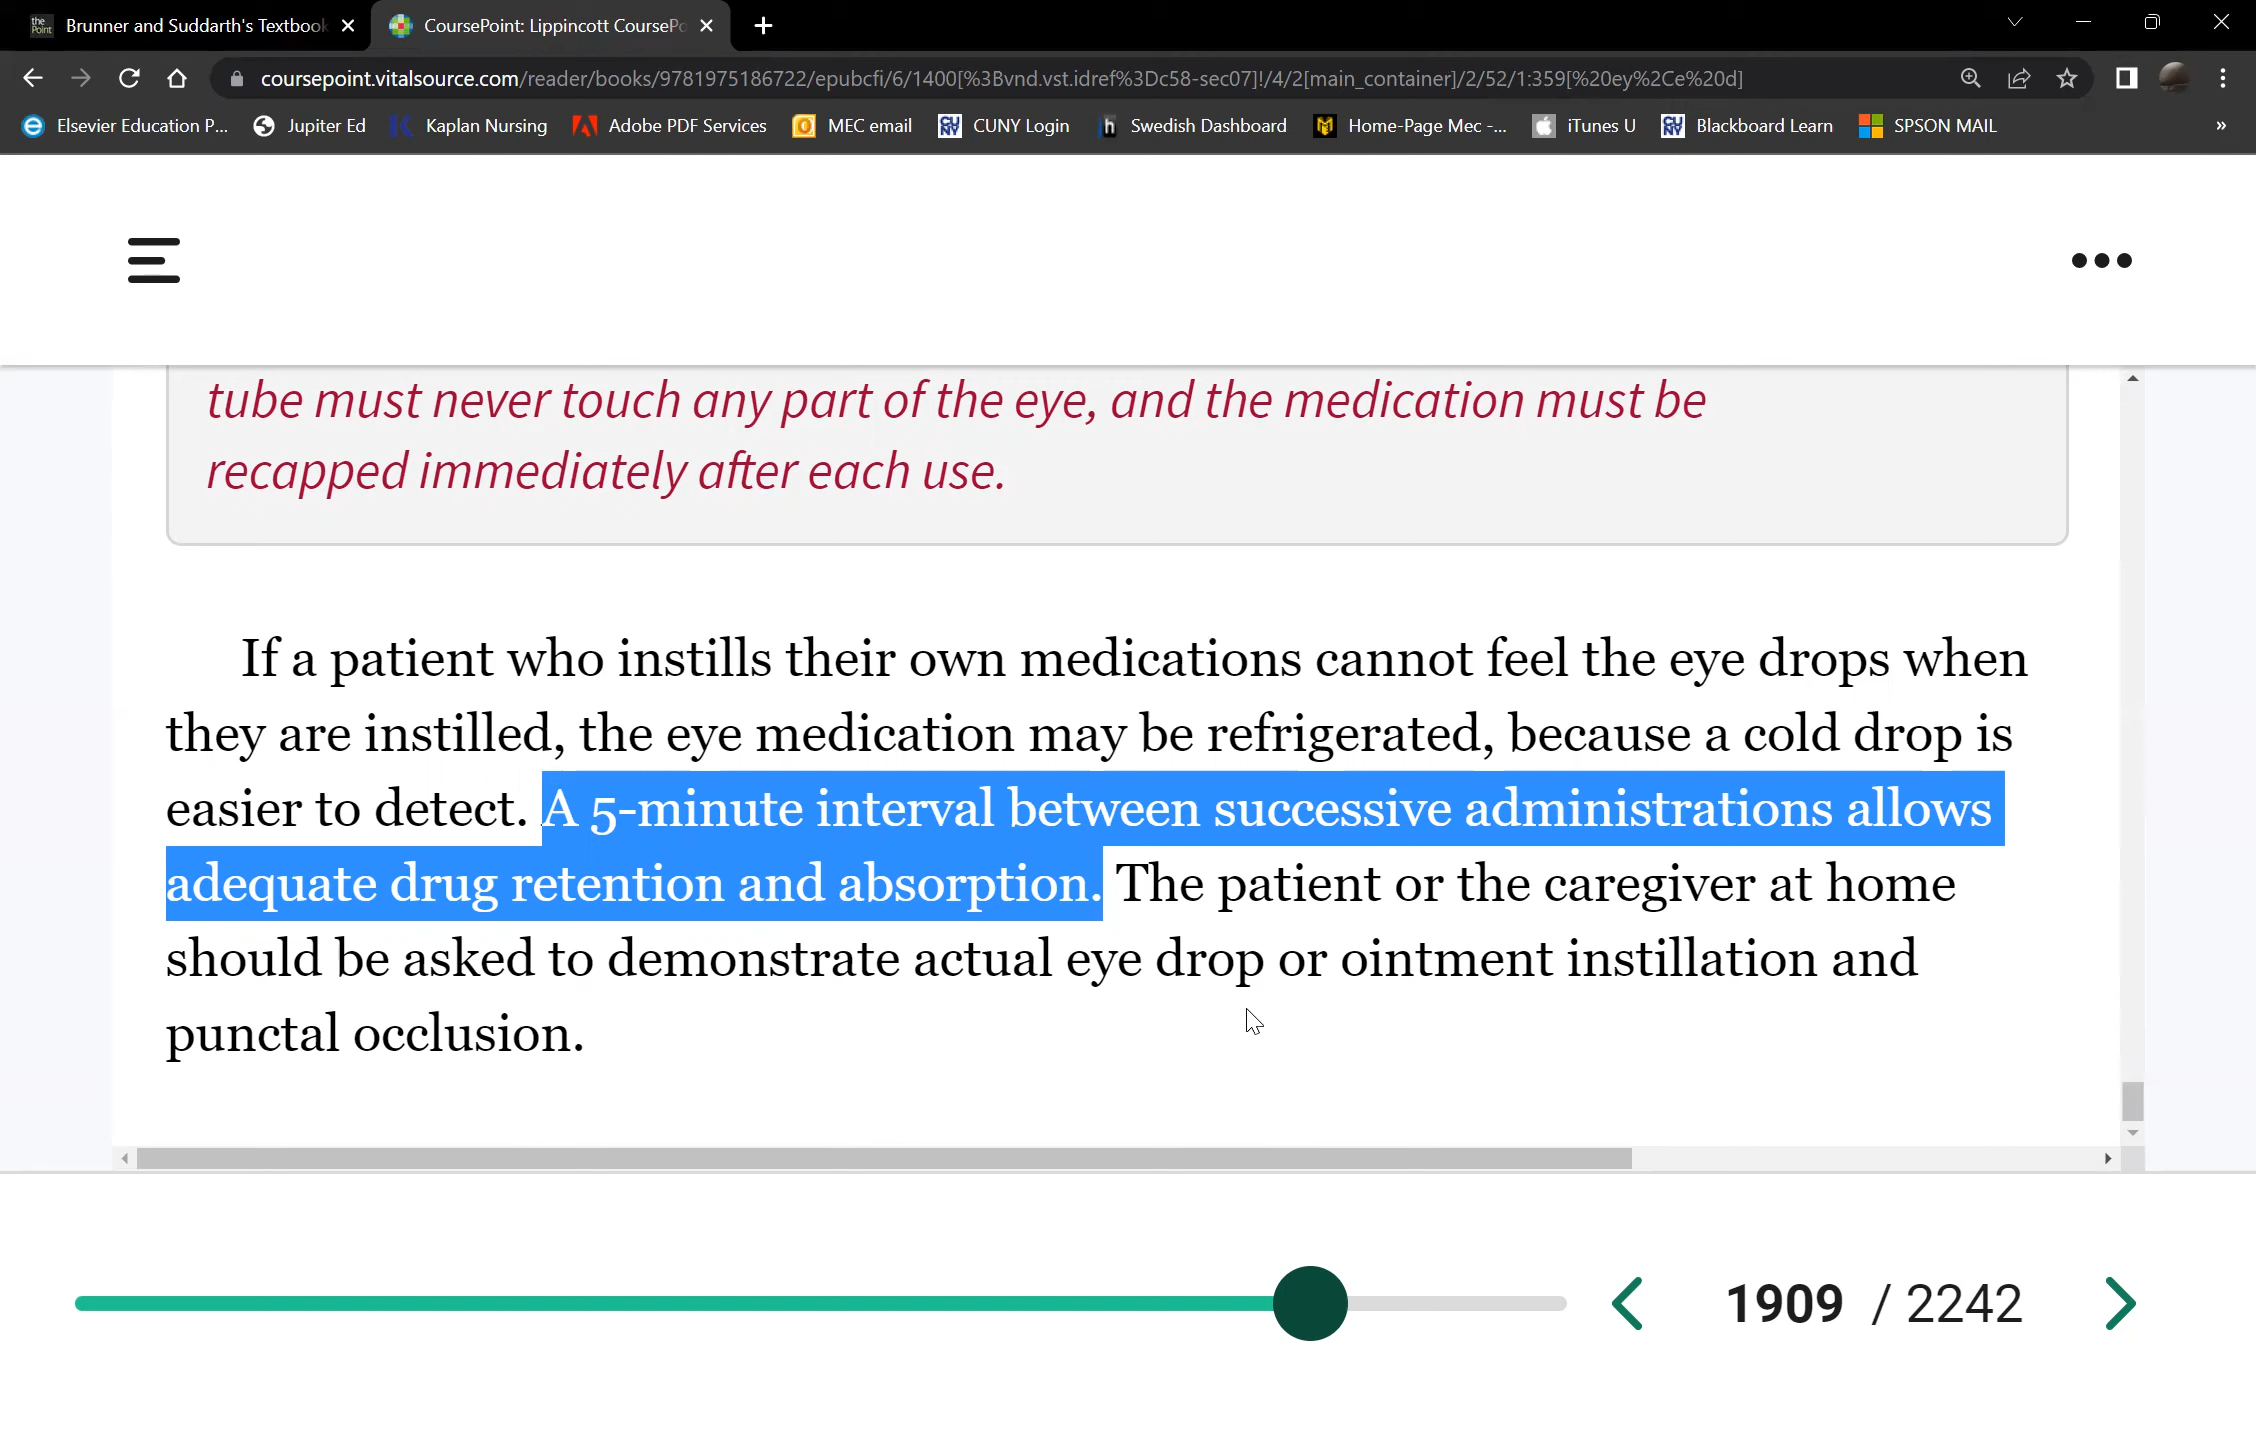 the Point Brunner and Suddarth's Textbook
CoursePoint: Lippincott CoursePo
coursepoint.vitalsource.com/reader/books/9781975186722/epubcfi/6/1400[%3Bvnd.vst.idref%3Dc58-sec07]!/4/2[main_container]/2/52/1:359[%20ey%2Ce%20d]
Elsevier Education P... Jupiter Ed Kaplan Nursing Adobe PDF Services MEC email CUNY Login Swedish Dashboard Home-Page Mec -... iTunes U Blackboard Learn SPSON MAIL »
tube must never touch any part of the eye, and the medication must be
recapped immediately after each use.
If a patient who instills their own medications cannot feel the eye drops when
they are instilled, the eye medication may be refrigerated, because a cold drop is
easier to detect. A 5-minute interval between successive administrations allows
adequate drug retention and absorption. The patient or the caregiver at home
should be asked to demonstrate actual eye drop or ointment instillation and
punctal occlusion.
1909 / 2242